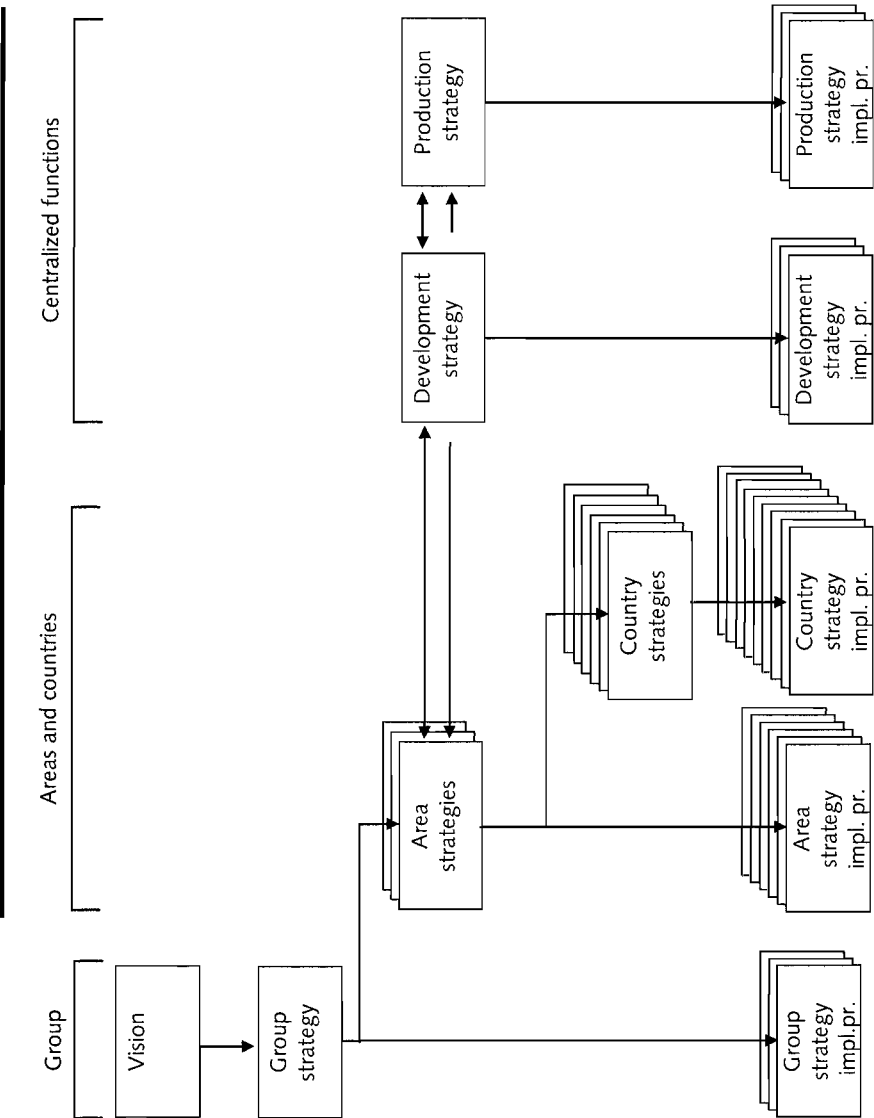 Group
Areas and countries
Centralized functions
Vision
Group
strategy
Area
strategies
Development
strategy
Production
strategy
Country
strategies
Group
strategy
impl.pr.
Area
strategy
impl. pr.
Country
strategy
impl. pr.
Development
strategy
impl. pr.
Production
strategy
impl. pr.